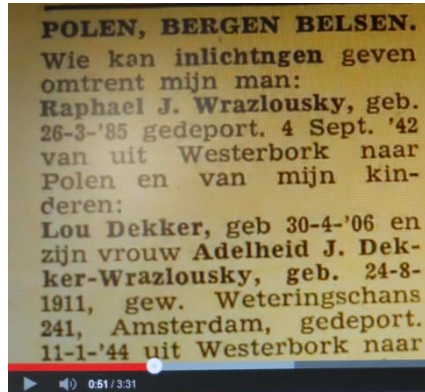 POLEN, BERGEN BELSEN.
Wie kan inlichtngen geven
omtrent mijn man:
Raphael J. Wrazlousky, geb.
26-3-'85 gedeport. 4 Sept. '42
van uit Westerbork naar
Polen en van mijn kin-
deren:
Lou Dekker, geb 30-4-'06 en
zijn vrouw Adelheid J. Dek-
ker-Wrazlousky, geb. 24-8-
1911, gew. Weteringschans
241, Amsterdam, gedeport.
11-1-'44 uit Westerbork naar
0:51 / 3:31